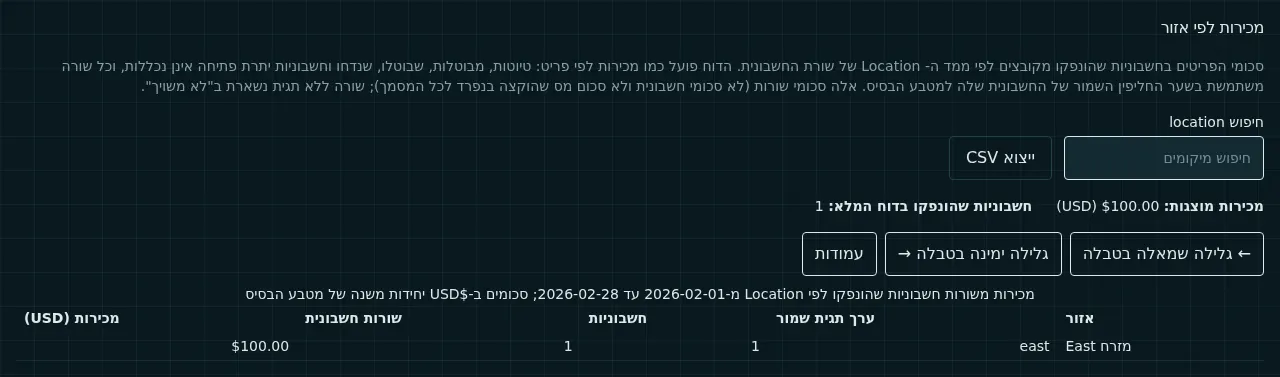 מכירות לפי אזור
סכומי הפריטים בחשבוניות שהונפקו מקובצים לפי ממד ה- Location של שורת החשבונית. הדוח פועל כמו מכירות לפי פריט: טיוטות, מבוטלות, שבוטלו, שנדחו וחשבוניות יתרת פתיחה אינן נכללות, וכל שורה
משתמשת בשער החליפין השמור של החשבונית שלה למטבע הבסיס. אלה סכומי שורות (לא סכומי חשבונית ולא סכום מס שהוקצה בנפרד לכל המסמך); שורה ללא תגית נשארת ב"לא משויך".
חיפוש location
חיפוש מיקומים
ייצוא CSV
מכירות מוצגות: $100.00 (USD) חשבוניות שהונפקו בדוח המלא: 1
← גלילה שמאלה בטבלה
גלילה ימינה בטבלה →
עמודות
מכירות משורות חשבוניות שהונפקו לפי Location מ-2026-02-01 עד 2026-02-28; סכומים ב-$USD יחידות משנה של מטבע הבסיס
אזור ערך תגית שמור חשבוניות שורות חשבונית מכירות (USD)
מזרח East east 1 1 $100.00